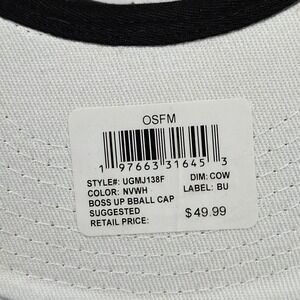 OSFM
1 97663 31645 3
STYLE#: UGMJ138F DIM: COW
COLOR: NVWH LABEL: BU
BOSS UP BBALL CAP
SUGGESTED
RETAIL PRICE: $49.99